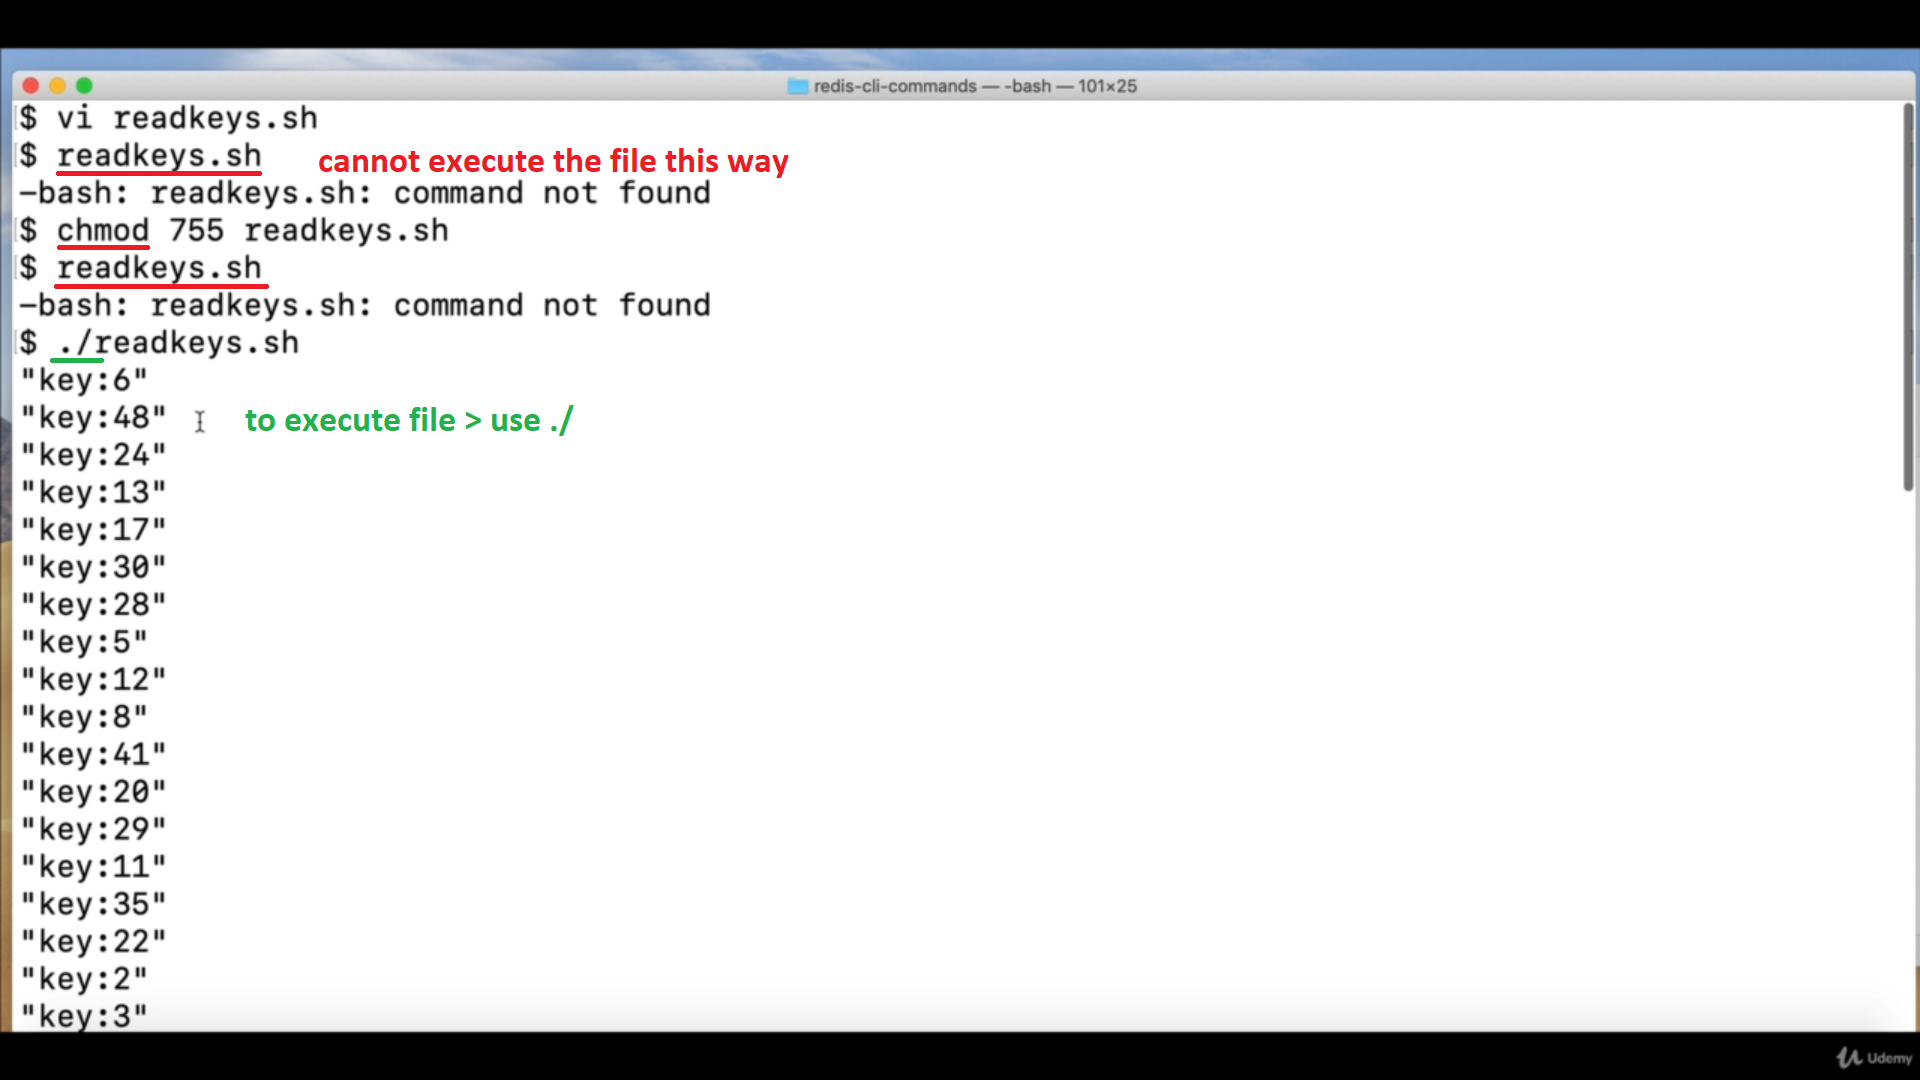 redis-cli-commands — -bash — 101×25
$ vi readkeys.sh
$ readkeys.sh cannot execute the file this way
-bash: readkeys.sh: command not found
$ chmod 755 readkeys.sh
$ readkeys.sh
-bash: readkeys.sh: command not found
$ ./readkeys.sh
"key:6"
"key:48" to execute file > use ./
"key:24"
"key:13"
"key:17"
"key:30"
"key:28"
"key:5"
"key:12"
"key:8"
"key:41"
"key:20"
"key:29"
"key:11"
"key:35"
"key:22"
"key:2"
"key:3"
Udemy